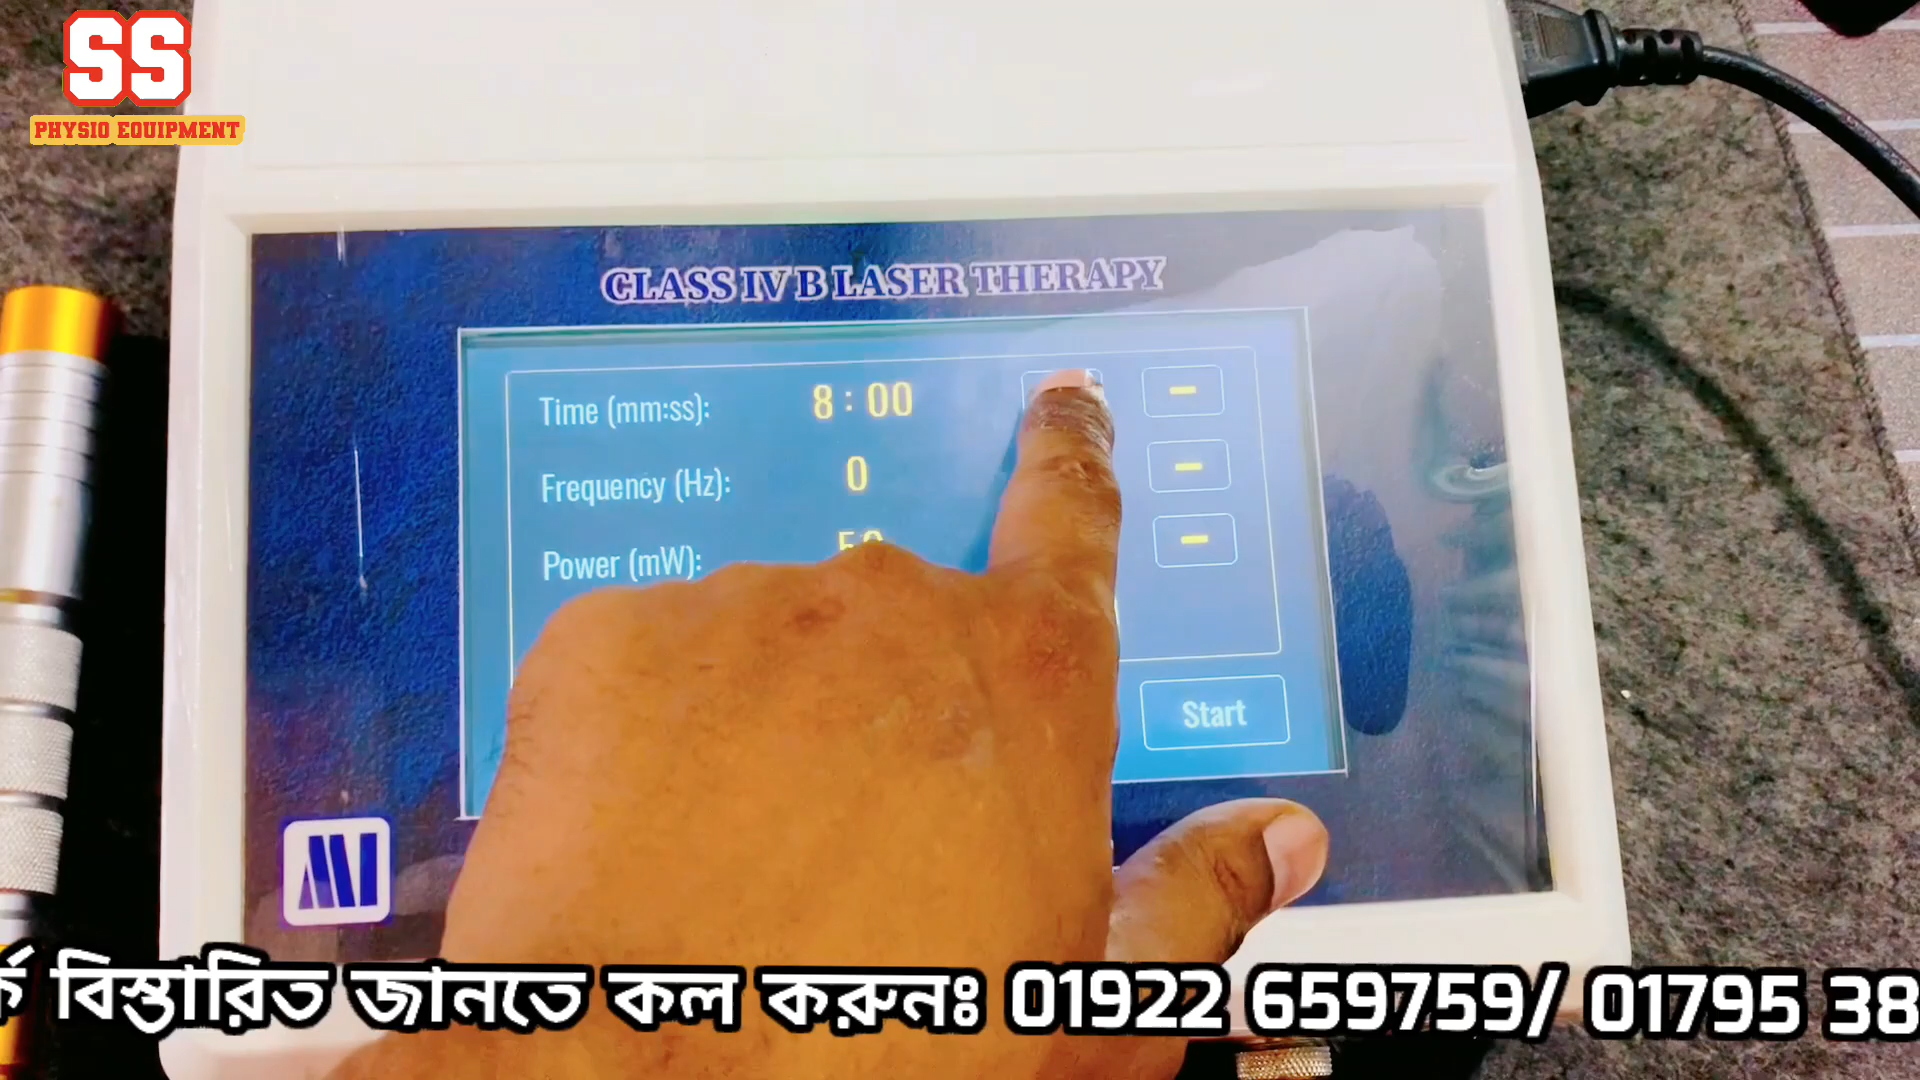 SS
PHYSIO EQUIPMENT
CLASS IV B LASER THERAPY
Time (mm:ss): 8 : 00 −
Frequency (Hz): 0 −
Power (mW): −
Start
বিস্তারিত জানতে কল করুনঃ 01922 659759/ 01795 38